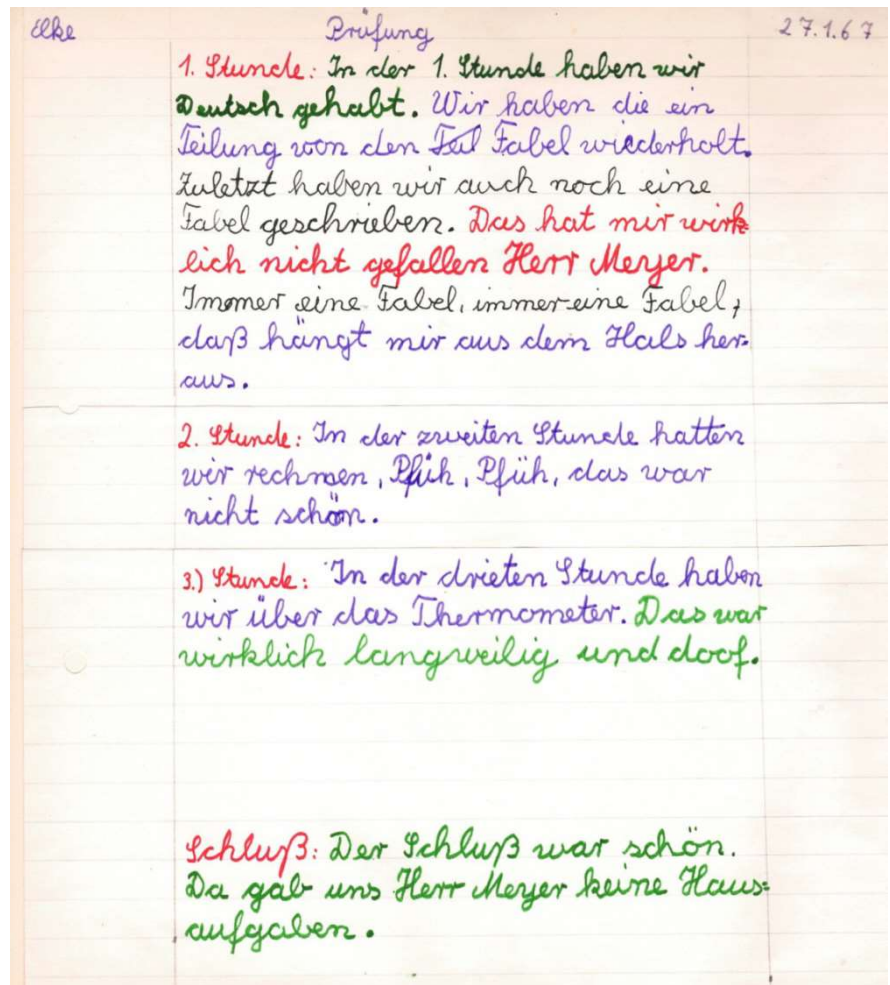 Elke Prüfung 27.1.67
1. Stunde: In der 1. Stunde haben wir
Deutsch gehabt. Wir haben die ein
Teilung von den Fal Fabel wiederholt.
Zuletzt haben wir auch noch eine
Fabel geschrieben. Das hat mir wirk=
lich nicht gefallen Herr Meyer.
Immer eine Fabel, immer eine Fabel,
daß hängt mir aus dem Hals her=
aus.
2. Stunde: In der zweiten Stunde hatten
wir rechnen, Pfüh, Pfüh, das war
nicht schön.
3.) Stunde: In der drieten Stunde haben
wir über das Thermometer. Das war
wirklich langweilig und doof.
Schluß: Der Schluß war schön.
Da gab uns Herr Meyer keine Haus=
aufgaben.